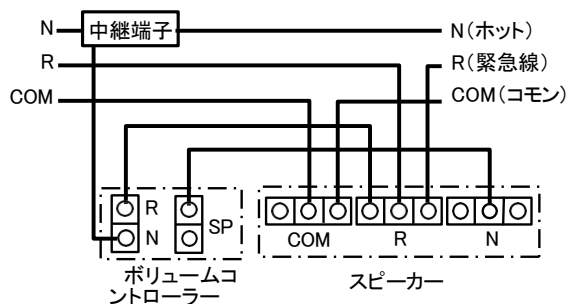 N 中継端子 N(ホット)
R R(緊急線)
COM COM(コモン)
R
N
SP
COM R N
ボリュームコ
ントローラー
スピーカー